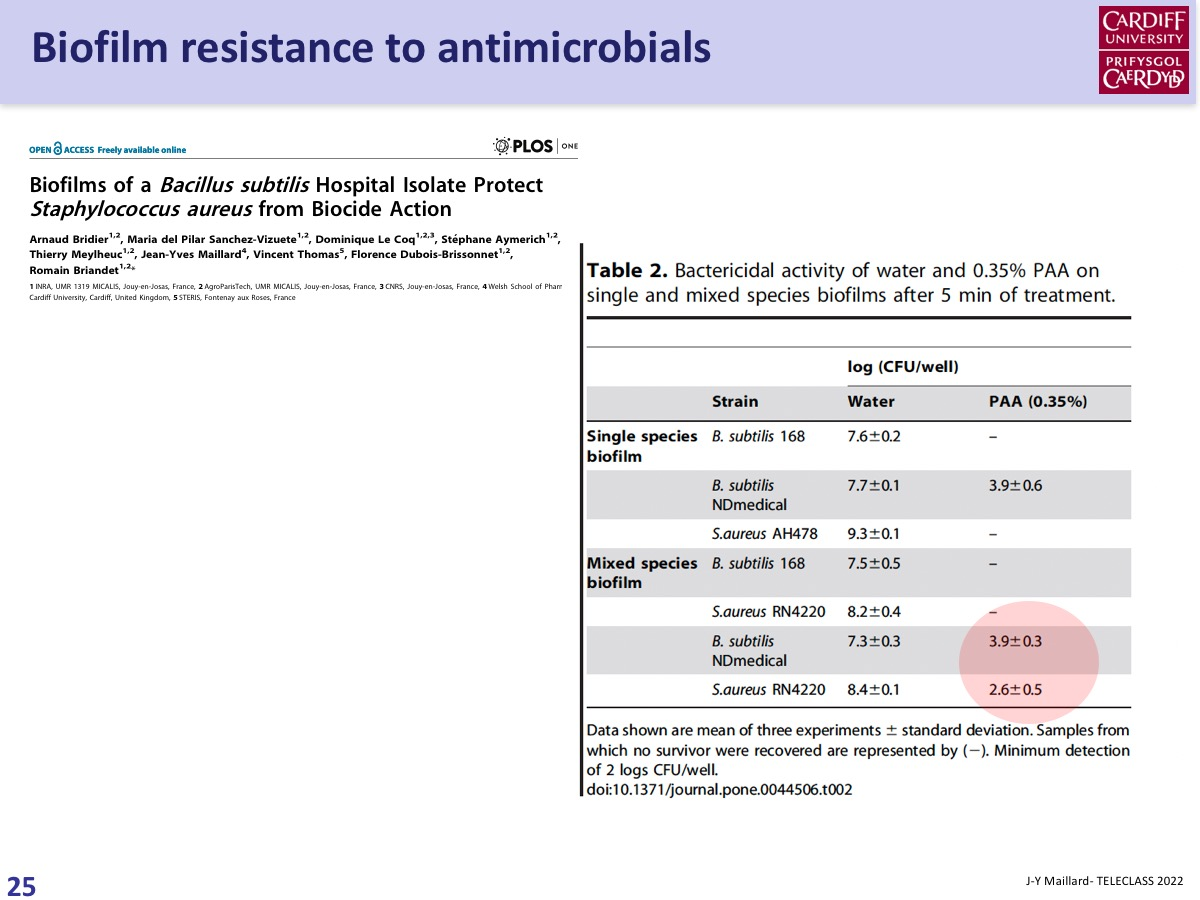 Biofilm resistance to antimicrobials
CARDIFF
UNIVERSITY
PRIFYSGOL
CAERDYDD
OPEN ACCESS Freely available online
PLOS ONE
Biofilms of a Bacillus subtilis Hospital Isolate Protect
Staphylococcus aureus from Biocide Action
Arnaud Bridier1,2, Maria del Pilar Sanchez-Vizuete1,2, Dominique Le Coq1,2,3, Stéphane Aymerich1,2,
Thierry Meylheuc1,2, Jean-Yves Maillard4, Vincent Thomas5, Florence Dubois-Brissonnet1,2,
Romain Briandet1,2*
1 INRA, UMR 1319 MICALIS, Jouy-en-Josas, France, 2 AgroParisTech, UMR MICALIS, Jouy-en-Josas, France, 3 CNRS, Jouy-en-Josas, France, 4 Welsh School of Pharr
Cardiff University, Cardiff, United Kingdom, 5 STERIS, Fontenay aux Roses, France
Table 2. Bactericidal activity of water and 0.35% PAA on
single and mixed species biofilms after 5 min of treatment.
log (CFU/well)
Strain Water PAA (0.35%)
Single species B. subtilis 168 7.6±0.2 –
biofilm
B. subtilis 7.7±0.1 3.9±0.6
NDmedical
S.aureus AH478 9.3±0.1 –
Mixed species B. subtilis 168 7.5±0.5 –
biofilm
S.aureus RN4220 8.2±0.4 –
B. subtilis 7.3±0.3 3.9±0.3
NDmedical
S.aureus RN4220 8.4±0.1 2.6±0.5
Data shown are mean of three experiments ± standard deviation. Samples from
which no survivor were recovered are represented by (−). Minimum detection
of 2 logs CFU/well.
doi:10.1371/journal.pone.0044506.t002
25
J-Y Maillard- TELECLASS 2022